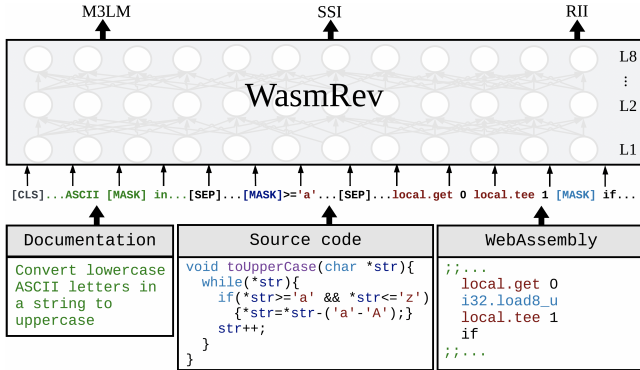 M3LM SSI RII
L8
⋮
WasmRev
L2
L1
[CLS]...ASCII [MASK] in...[SEP]...[MASK]>='a'...[SEP]...local.get 0 local.tee 1 [MASK] if...
Documentation
Convert lowercase
ASCII letters in
a string to
uppercase
Source code
void toUpperCase(char *str){
while(*str){
if(*str>='a' && *str<='z')
{*str=*str-('a'-'A');}
str++;
}
}
WebAssembly
;;...
local.get 0
i32.load8_u
local.tee 1
if
;;...